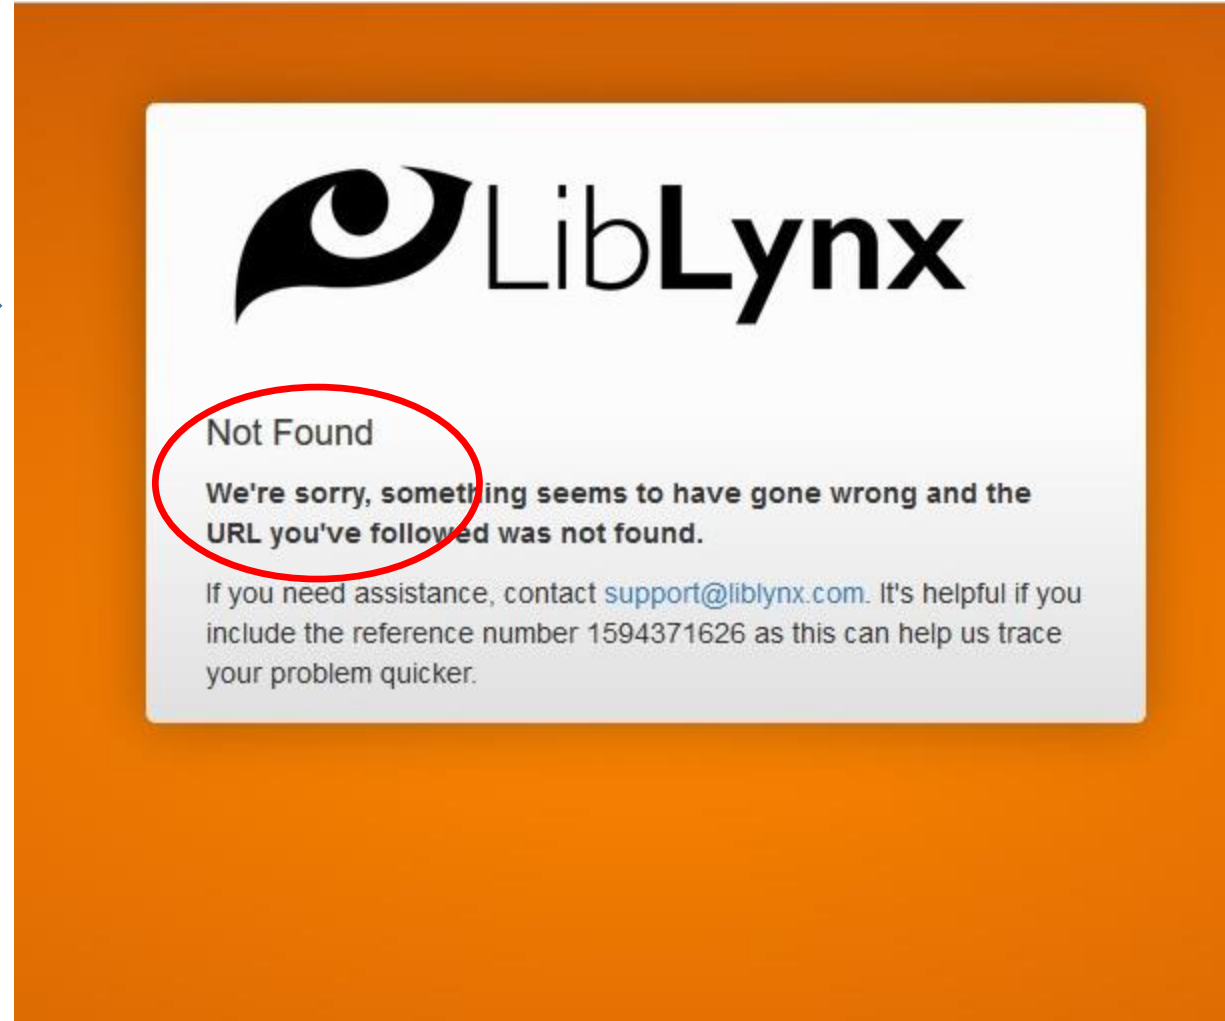 LibLynx
Not Found
We're sorry, something seems to have gone wrong and the
URL you've followed was not found.
If you need assistance, contact support@liblynx.com. It's helpful if you
include the reference number 1594371626 as this can help us trace
your problem quicker.